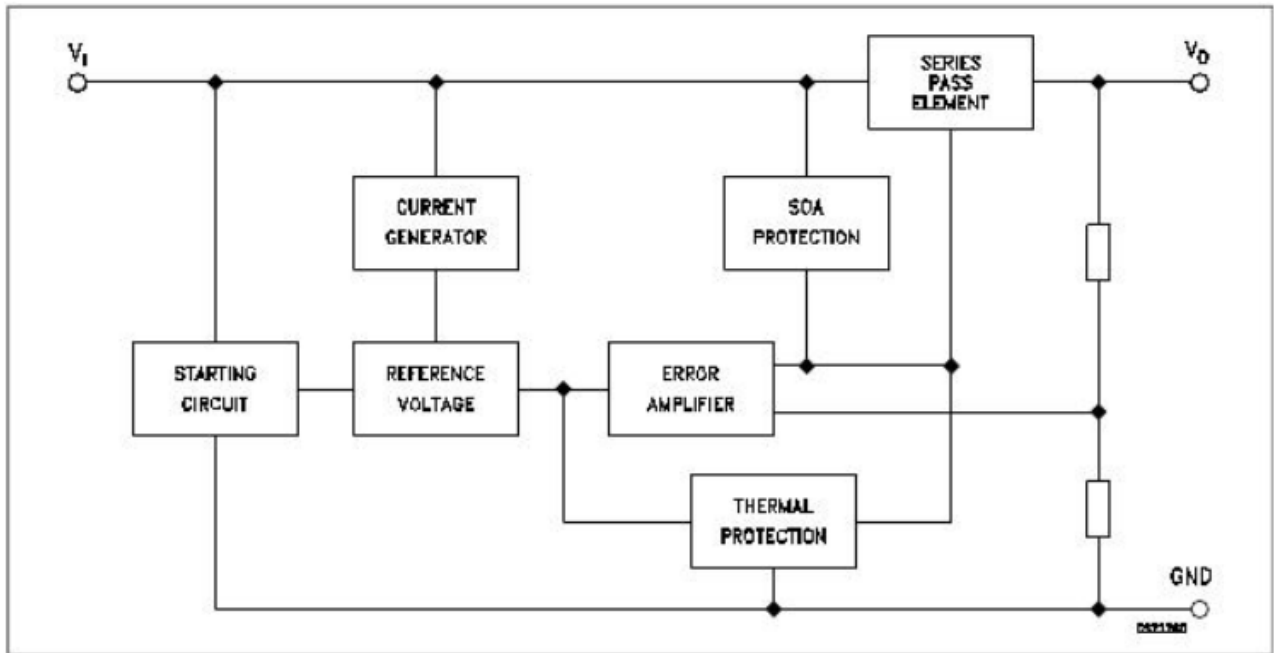 VI
VO
SERIES
PASS
ELEMENT
CURRENT
GENERATOR
SOA
PROTECTION
STARTING
CIRCUIT
REFERENCE
VOLTAGE
ERROR
AMPLIFIER
THERMAL
PROTECTION
GND